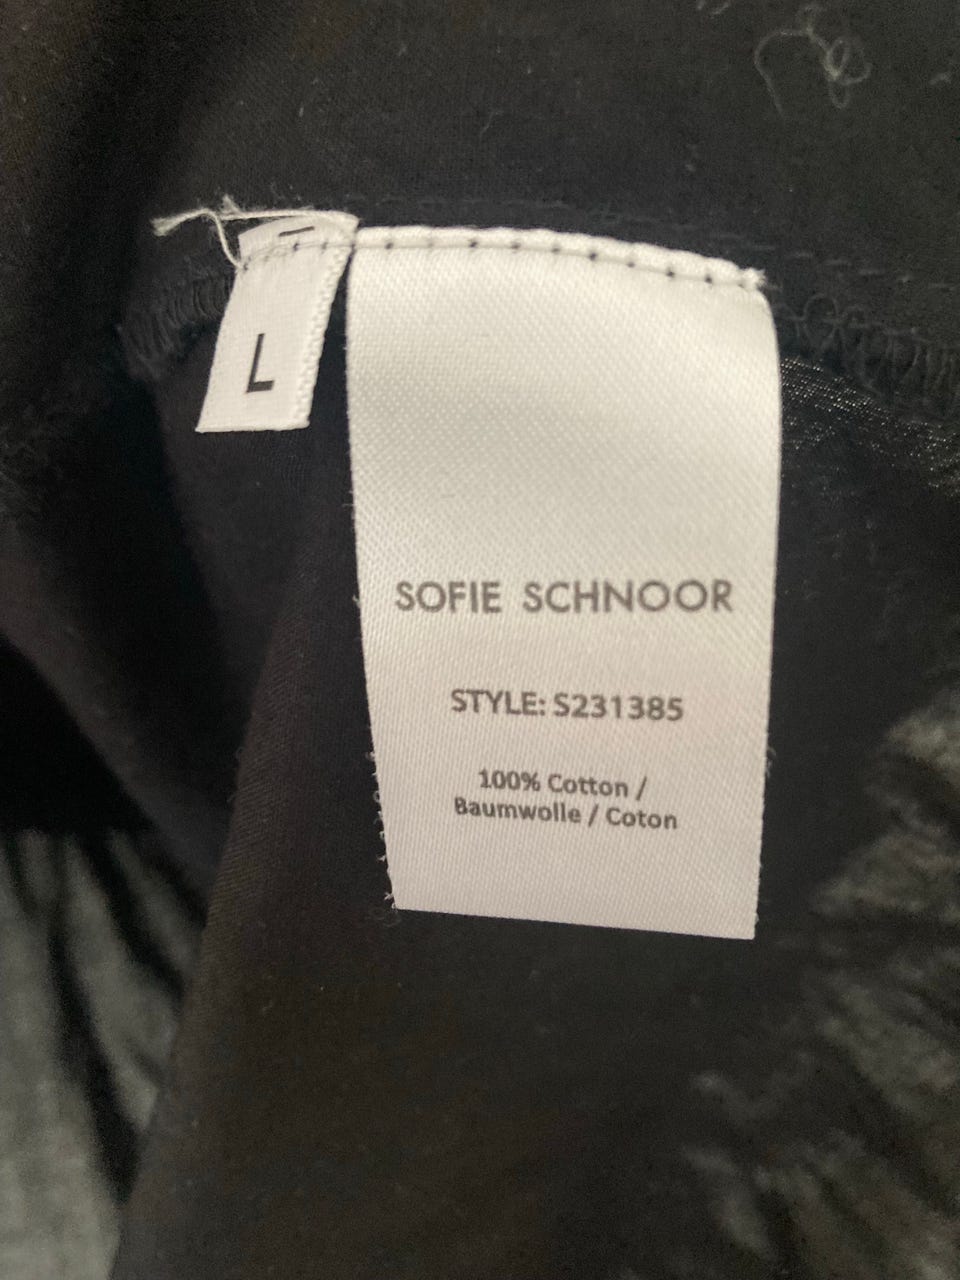 L
SOFIE SCHNOOR
STYLE: S231385
100% Cotton /
Baumwolle / Coton